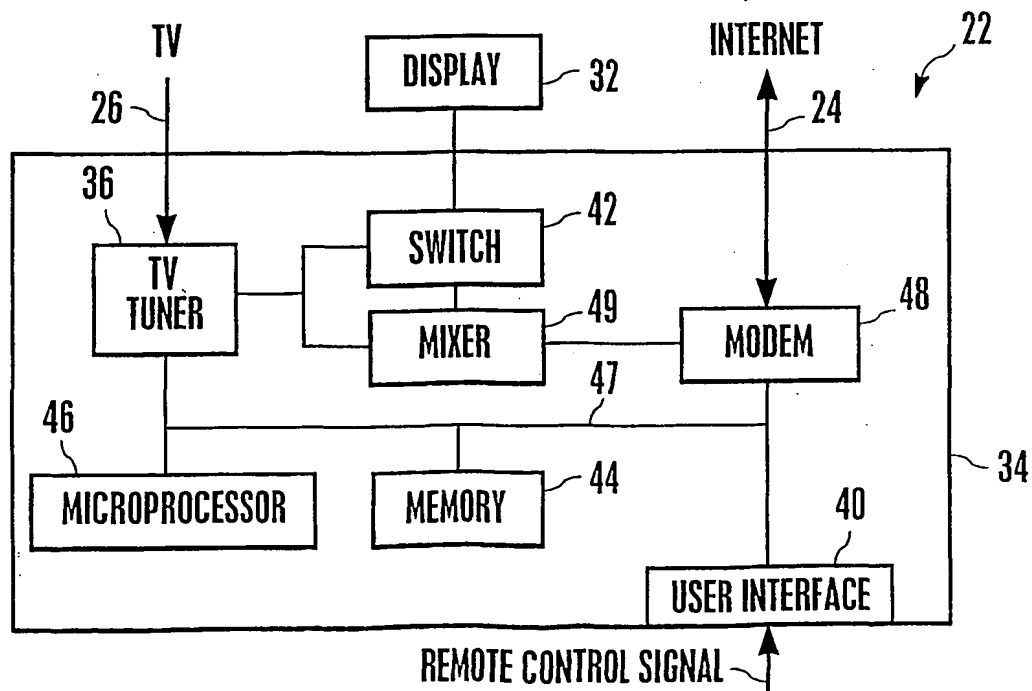 TV
DISPLAY
INTERNET
22
26
32
24
36
42
SWITCH
TV
TUNER
49
48
MIXER
MODEM
47
46
44
34
MICROPROCESSOR
MEMORY
40
USER INTERFACE
REMOTE CONTROL SIGNAL